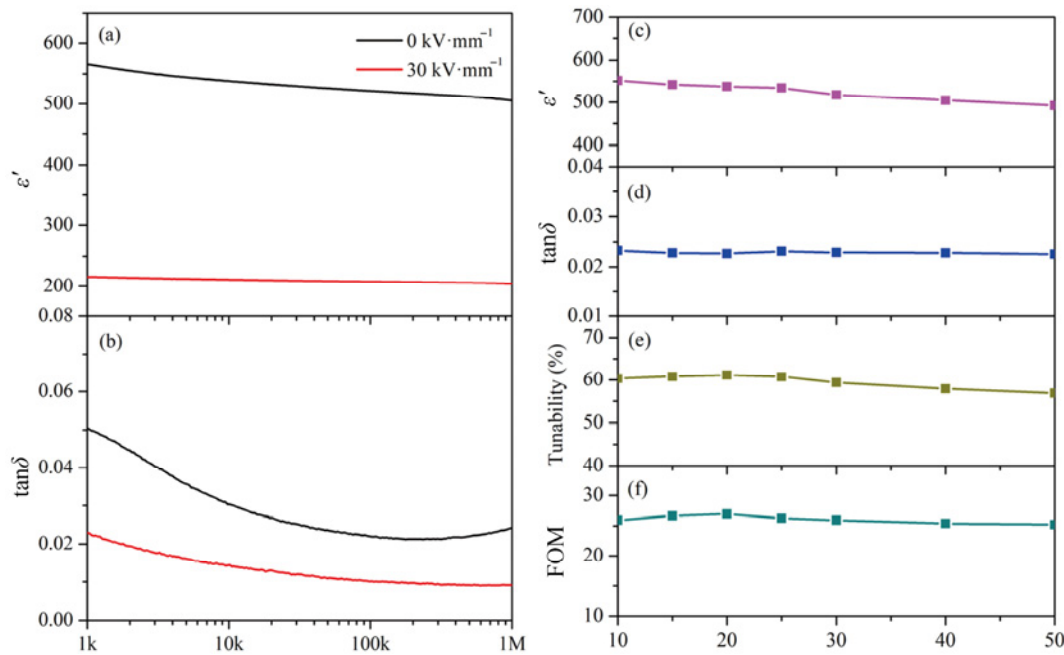 (a)
0 kV·mm⁻¹
30 kV·mm⁻¹
600
500
400
300
200
0.08
ε′
(b)
0.06
0.04
0.02
0.00
tanδ
1k
10k
100k
1M
(c)
700
600
500
400
0.04
ε′
(d)
0.03
0.02
0.01
tanδ
(e)
70
60
50
40
Tunability (%)
(f)
30
20
10
FOM
10
20
30
40
50